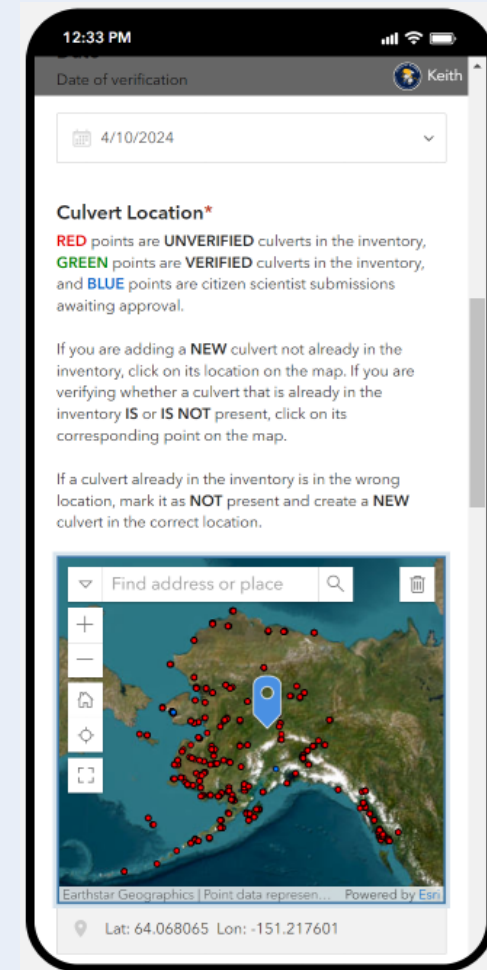 12:33 PM
Date
Date of verification
Keith
4/10/2024
Culvert Location*
RED points are UNVERIFIED culverts in the inventory,
GREEN points are VERIFIED culverts in the inventory,
and BLUE points are citizen scientist submissions
awaiting approval.
If you are adding a NEW culvert not already in the
inventory, click on its location on the map. If you are
verifying whether a culvert that is already in the
inventory IS or IS NOT present, click on its
corresponding point on the map.
If a culvert already in the inventory is in the wrong
location, mark it as NOT present and create a NEW
culvert in the correct location.
Find address or place
Earthstar Geographics | Point data represen... Powered by Esri
Lat: 64.068065 Lon: -151.217601